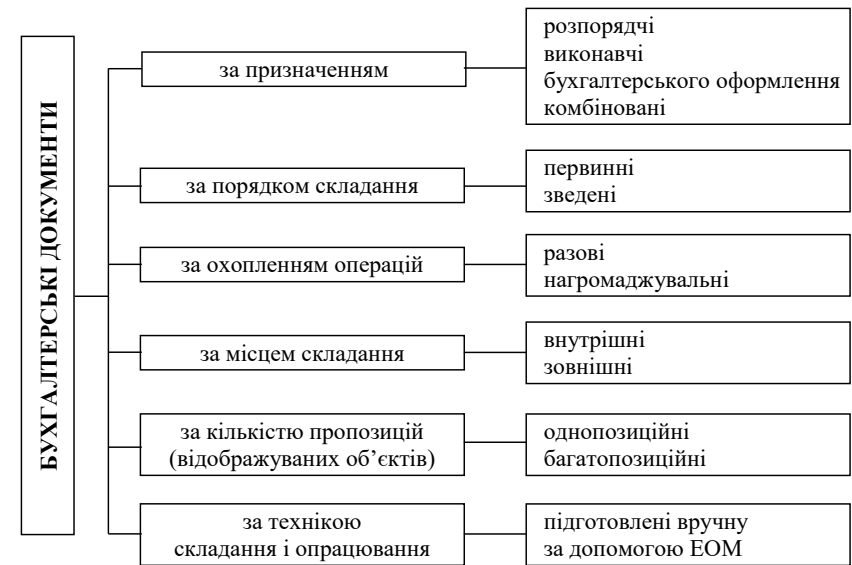 БУХГАЛТЕРСЬКІ ДОКУМЕНТИ
за призначенням
розпорядчі
виконавчі
бухгалтерського оформлення
комбіновані
за порядком складання
первинні
зведені
за охопленням операцій
разові
нагромаджувальні
за місцем складання
внутрішні
зовнішні
за кількістю пропозицій
(відображуваних об’єктів)
однопозиційні
багатопозиційні
за технікою
складання і опрацювання
підготовлені вручну
за допомогою ЕОМ